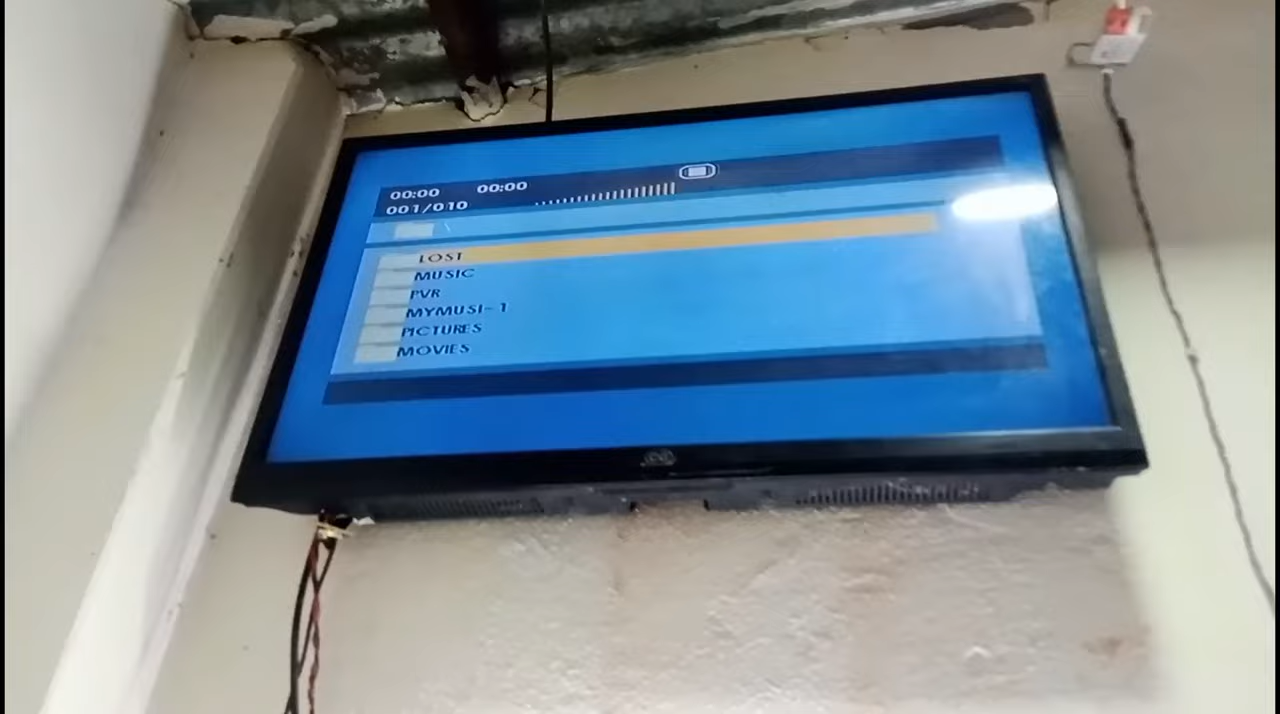 00:00 00:00
001/010
\
LOST
MUSIC
PVR
MYMUSI~1
PICTURES
MOVIES